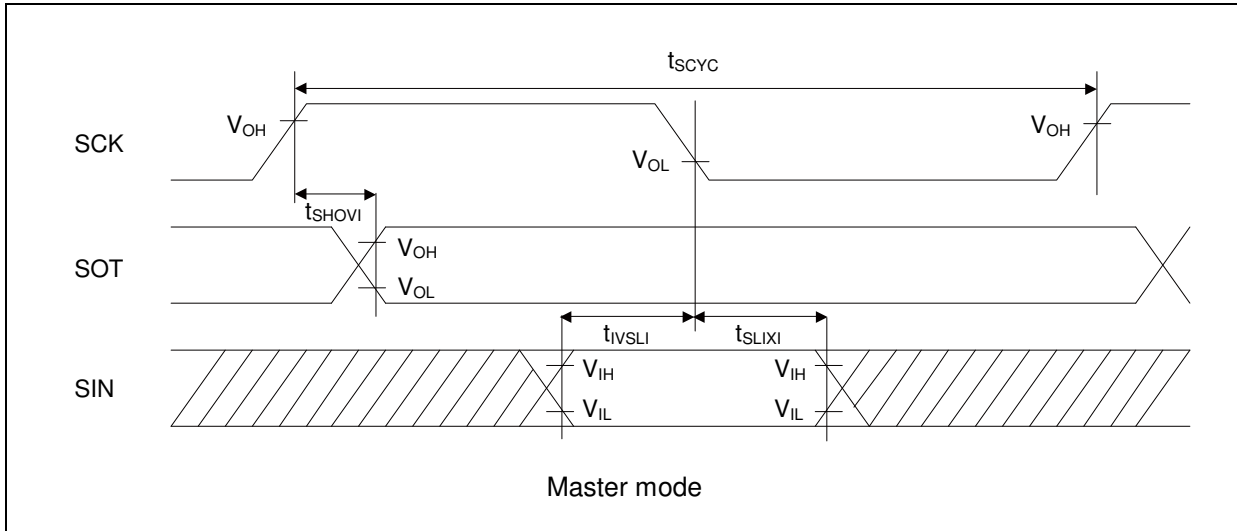 tSCYC
SCK
VOH
VOL
VOH
tSHOVI
SOT
VOH
VOL
tIVSLI
tSLIXI
SIN
VIH
VIH
VIL
VIL
Master mode